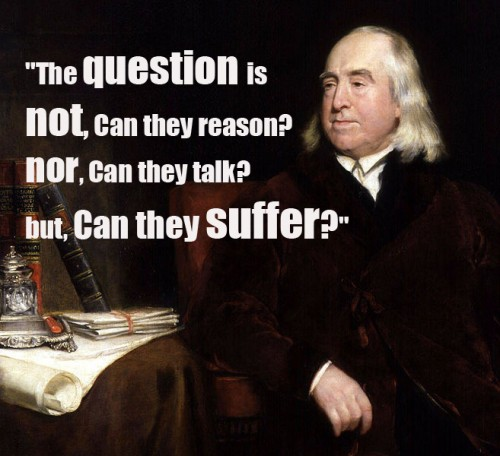 "The question is
not, Can they reason?
nor, Can they talk?
but, Can they suffer?"